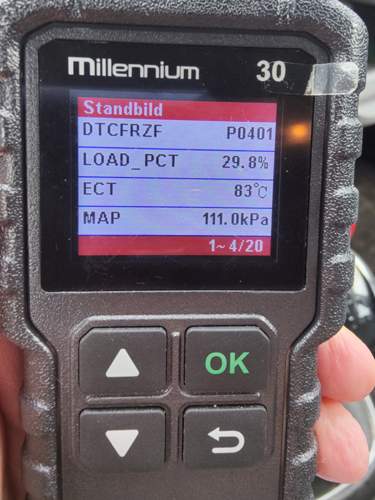 Millennium 30
Standbild
DTCFRZF P0401
LOAD_PCT 29.8%
ECT 83℃
MAP 111.0kPa
1~4/20
OK